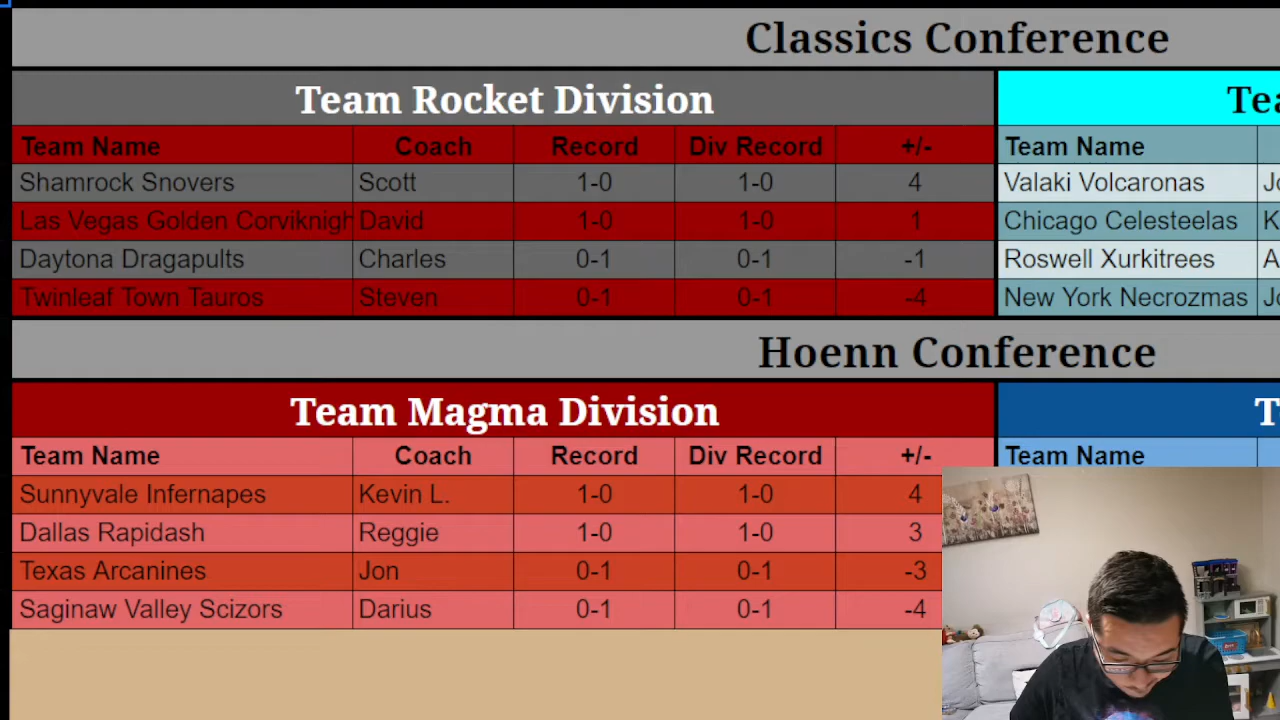 Classics Conference
Team Rocket Division
Team Name Coach Record Div Record +/- Team Name
Shamrock Snovers Scott 1-0 1-0 4 Valaki Volcaronas
Las Vegas Golden Corviknigh David 1-0 1-0 1 Chicago Celesteelas
Daytona Dragapults Charles 0-1 0-1 -1 Roswell Xurkitrees
Twinleaf Town Tauros Steven 0-1 0-1 -4 New York Necrozmas
Hoenn Conference
Team Magma Division
Team Name Coach Record Div Record +/- Team Name
Sunnyvale Infernapes Kevin L. 1-0 1-0 4
Dallas Rapidash Reggie 1-0 1-0 3
Texas Arcanines Jon 0-1 0-1 -3
Saginaw Valley Scizors Darius 0-1 0-1 -4